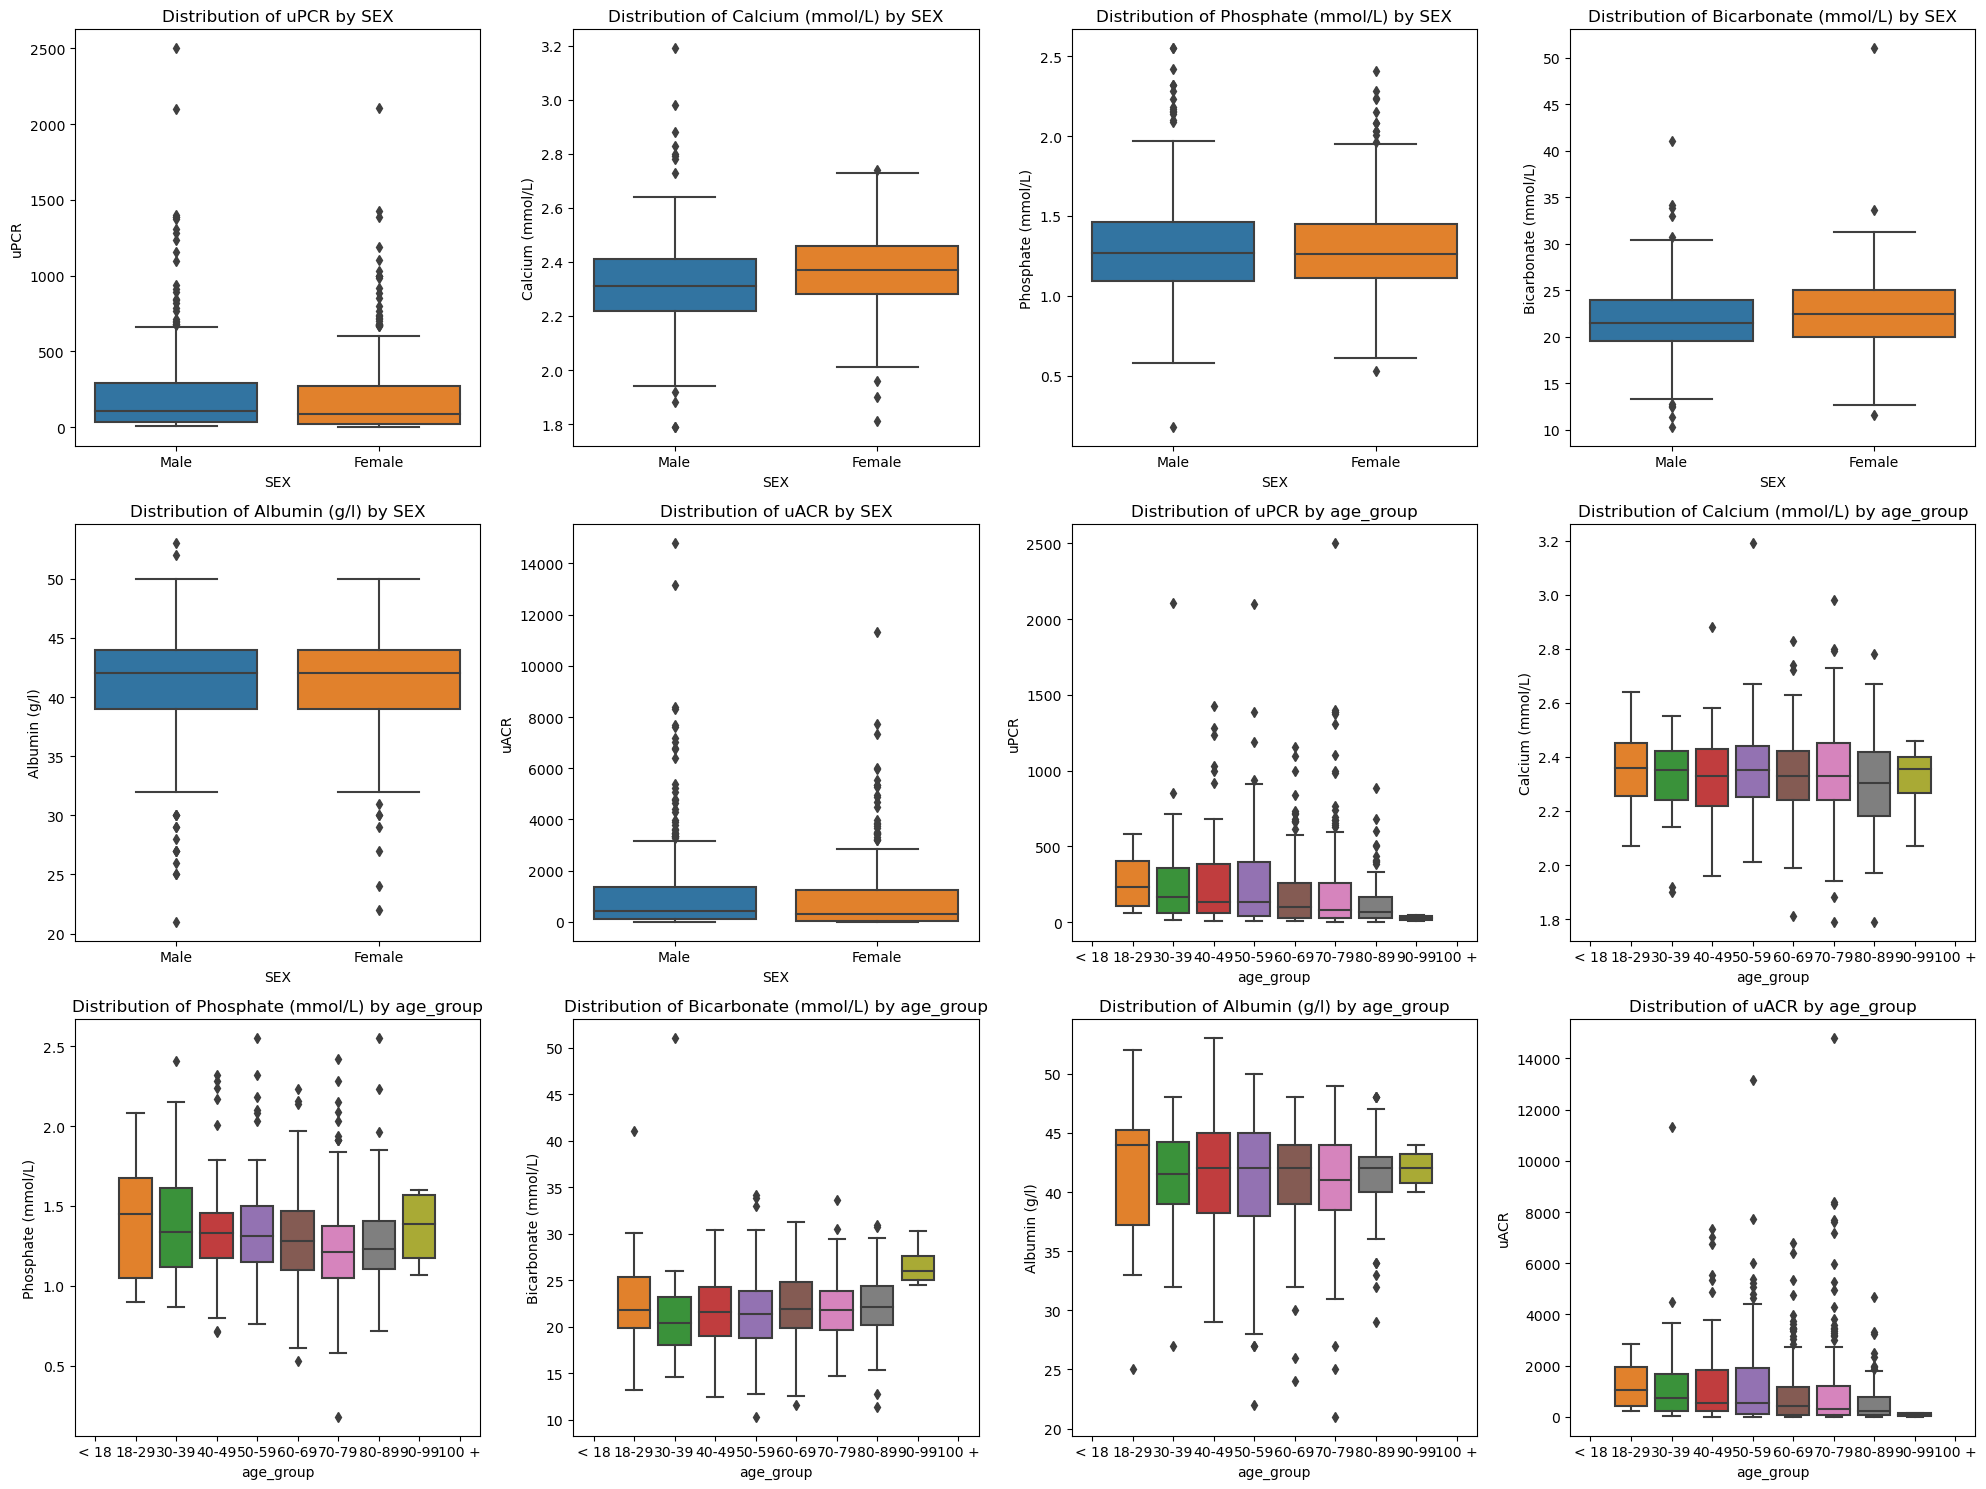 Distribution of uPCR by SEX
Distribution of Calcium (mmol/L) by SEX
Distribution of Phosphate (mmol/L) by SEX
Distribution of Bicarbonate (mmol/L) by SEX
uPCR
2500
2000
1500
1000
500
0
Male Female
SEX
Calcium (mmol/L)
3.2
3.0
2.8
2.6
2.4
2.2
2.0
1.8
Male Female
SEX
Phosphate (mmol/L)
2.5
2.0
1.5
1.0
0.5
Male Female
SEX
Bicarbonate (mmol/L)
50
45
40
35
30
25
20
15
10
Male Female
SEX
Distribution of Albumin (g/l) by SEX
Distribution of uACR by SEX
Distribution of uPCR by age_group
Distribution of Calcium (mmol/L) by age_group
Albumin (g/l)
50
45
40
35
30
25
20
Male Female
SEX
uACR
14000
12000
10000
8000
6000
4000
2000
0
Male Female
SEX
uPCR
2500
2000
1500
1000
500
0
< 18 18-29 30-39 40-49 50-59 60-69 70-79 80-89 90-99 100 +
age_group
Calcium (mmol/L)
3.2
3.0
2.8
2.6
2.4
2.2
2.0
1.8
< 18 18-29 30-39 40-49 50-59 60-69 70-79 80-89 90-99 100 +
age_group
Distribution of Phosphate (mmol/L) by age_group
Distribution of Bicarbonate (mmol/L) by age_group
Distribution of Albumin (g/l) by age_group
Distribution of uACR by age_group
Phosphate (mmol/L)
2.5
2.0
1.5
1.0
0.5
< 18 18-29 30-39 40-49 50-59 60-69 70-79 80-89 90-99 100 +
age_group
Bicarbonate (mmol/L)
50
45
40
35
30
25
20
15
10
< 18 18-29 30-39 40-49 50-59 60-69 70-79 80-89 90-99 100 +
age_group
Albumin (g/l)
50
45
40
35
30
25
20
< 18 18-29 30-39 40-49 50-59 60-69 70-79 80-89 90-99 100 +
age_group
uACR
14000
12000
10000
8000
6000
4000
2000
0
< 18 18-29 30-39 40-49 50-59 60-69 70-79 80-89 90-99 100 +
age_group